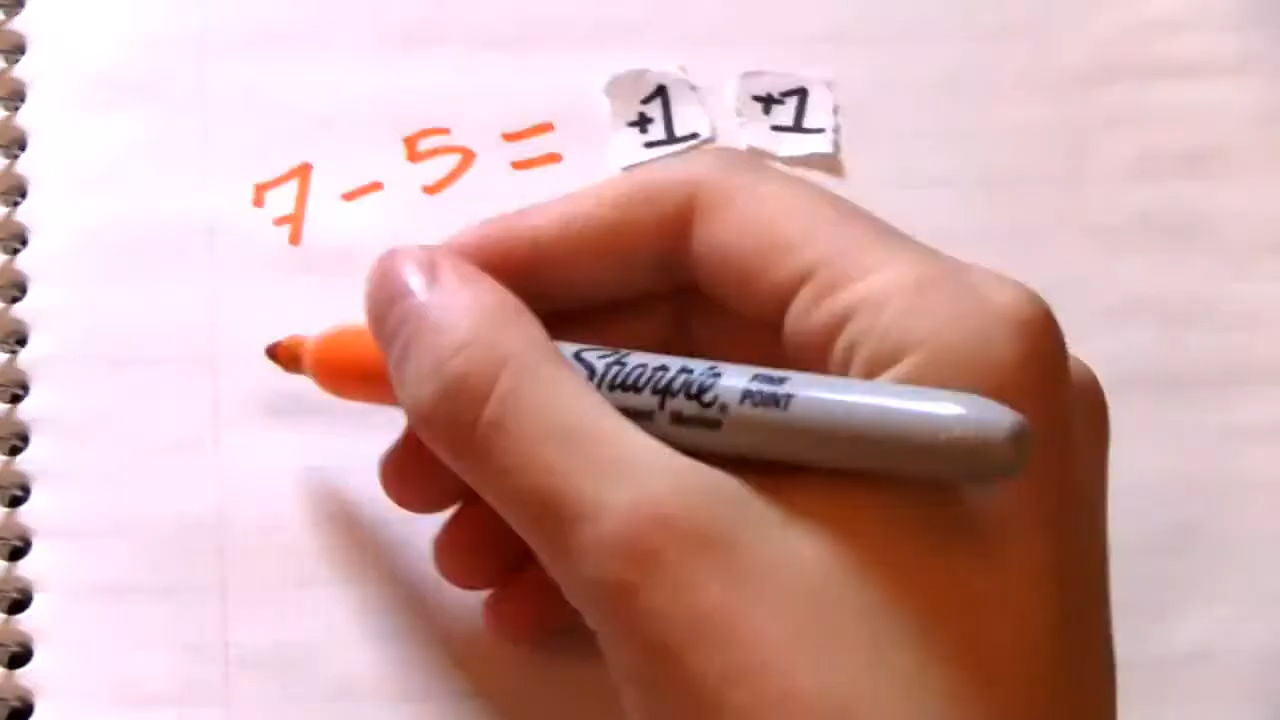 7 - 5 = +1 +1
Sharpie FINE
POINT